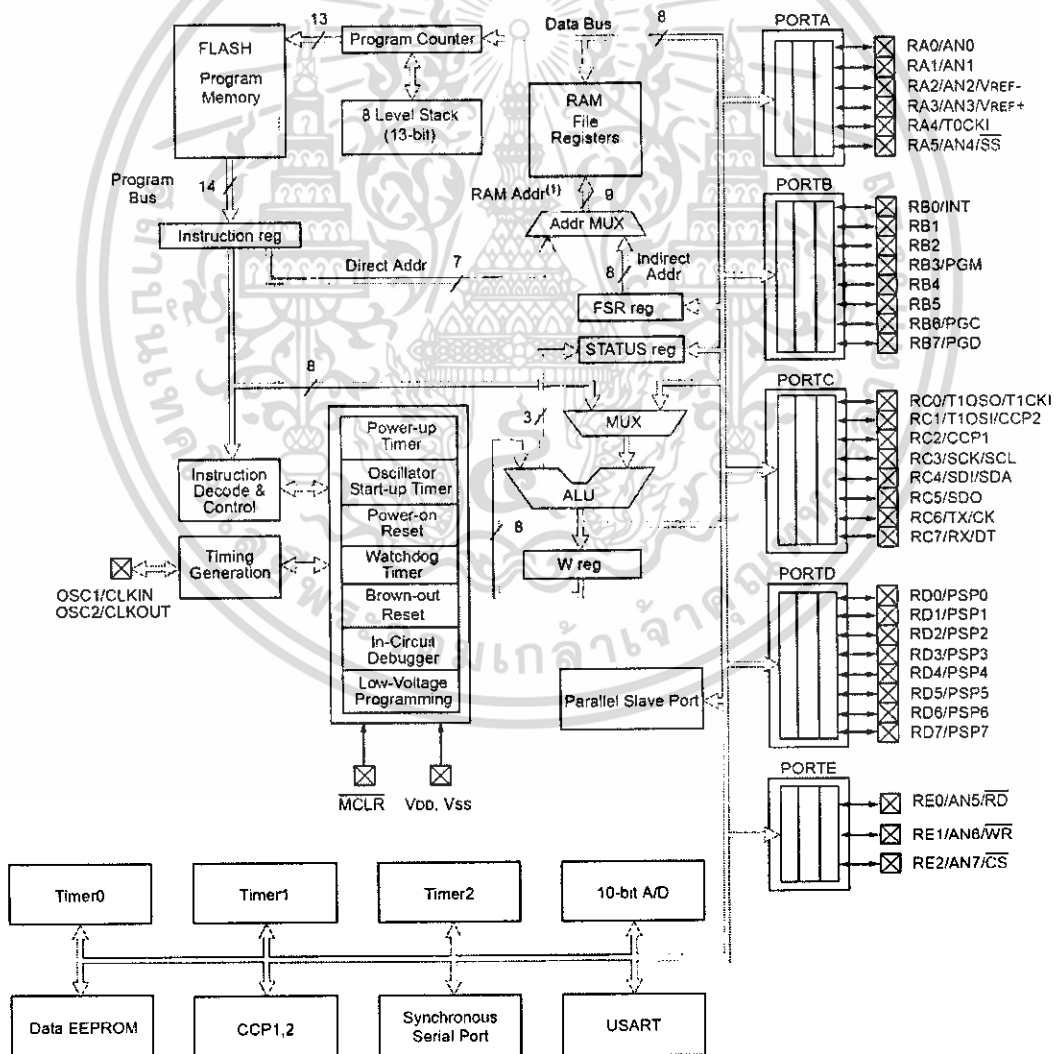 13
FLASH
Program
Memory
Program Counter
8 Level Stack
(13-bit)
Data Bus
8
RAM
File
Registers
Program
Bus
14
RAM Addr(1)
9
Addr MUX
Instruction reg
Direct Addr
7
8
Indirect
Addr
FSR reg
STATUS reg
8
3
MUX
Power-up
Timer
Oscillator
Start-up Timer
Power-on
Reset
Watchdog
Timer
Brown-out
Reset
In-Circuit
Debugger
Low-Voltage
Programming
Instruction
Decode &
Control
Timing
Generation
OSC1/CLKIN
OSC2/CLKOUT
ALU
8
W reg
Parallel Slave Port
MCLR
VDD, VSS
PORTA
RA0/AN0
RA1/AN1
RA2/AN2/VREF-
RA3/AN3/VREF+
RA4/T0CKI
RA5/AN4/SS
PORTB
RB0/INT
RB1
RB2
RB3/PGM
RB4
RB5
RB6/PGC
RB7/PGD
PORTC
RC0/T1OSO/T1CKI
RC1/T1OSI/CCP2
RC2/CCP1
RC3/SCK/SCL
RC4/SDI/SDA
RC5/SDO
RC6/TX/CK
RC7/RX/DT
PORTD
RD0/PSP0
RD1/PSP1
RD2/PSP2
RD3/PSP3
RD4/PSP4
RD5/PSP5
RD6/PSP6
RD7/PSP7
PORTE
RE0/AN5/RD
RE1/AN6/WR
RE2/AN7/CS
Timer0
Timer1
Timer2
10-bit A/D
Data EEPROM
CCP1,2
Synchronous
Serial Port
USART